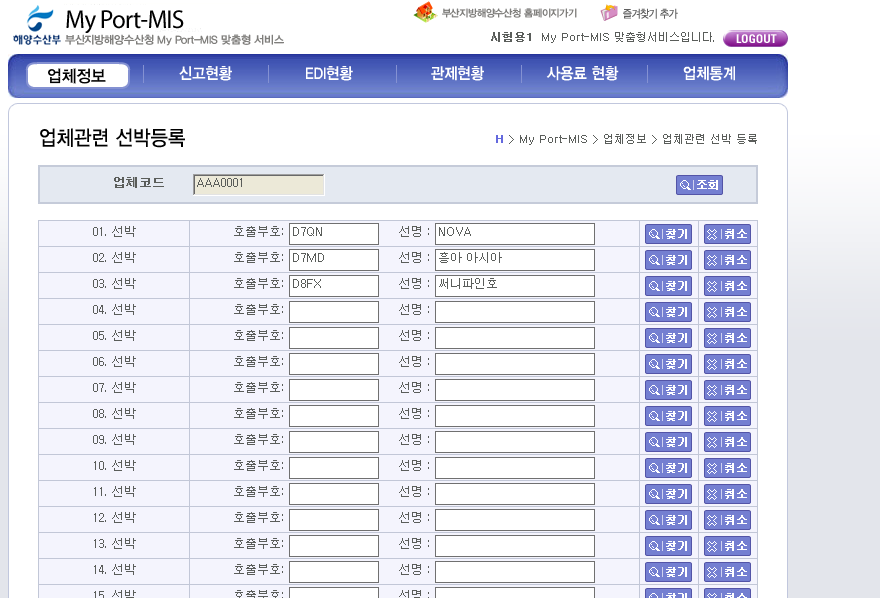 부산지방해양수산청 홈페이지가기 즐겨찾기 추가
My Port-MIS
해양수산부 부산지방해양수산청 My Port-MIS 맞춤형 서비스
시험용1 My Port-MIS 맞춤형서비스입니다. LOGOUT
업체정보 신고현황 EDI현황 관제현황 사용료 현황 업체통계
업체관련 선박등록
H > My Port-MIS > 업체정보 > 업체관련 선박 등록
업체코드 AAA0001 조회
01. 선박 호출부호: D7QN 선명 : NOVA 찾기 취소
02. 선박 호출부호: D7MD 선명 : 흥아 아시아 찾기 취소
03. 선박 호출부호: D8FX 선명 : 써니파인호 찾기 취소
04. 선박 호출부호: 선명 : 찾기 취소
05. 선박 호출부호: 선명 : 찾기 취소
06. 선박 호출부호: 선명 : 찾기 취소
07. 선박 호출부호: 선명 : 찾기 취소
08. 선박 호출부호: 선명 : 찾기 취소
09. 선박 호출부호: 선명 : 찾기 취소
10. 선박 호출부호: 선명 : 찾기 취소
11. 선박 호출부호: 선명 : 찾기 취소
12. 선박 호출부호: 선명 : 찾기 취소
13. 선박 호출부호: 선명 : 찾기 취소
14. 선박 호출부호: 선명 : 찾기 취소
15. 선박 호출부호: 선명 : 찾기 취소